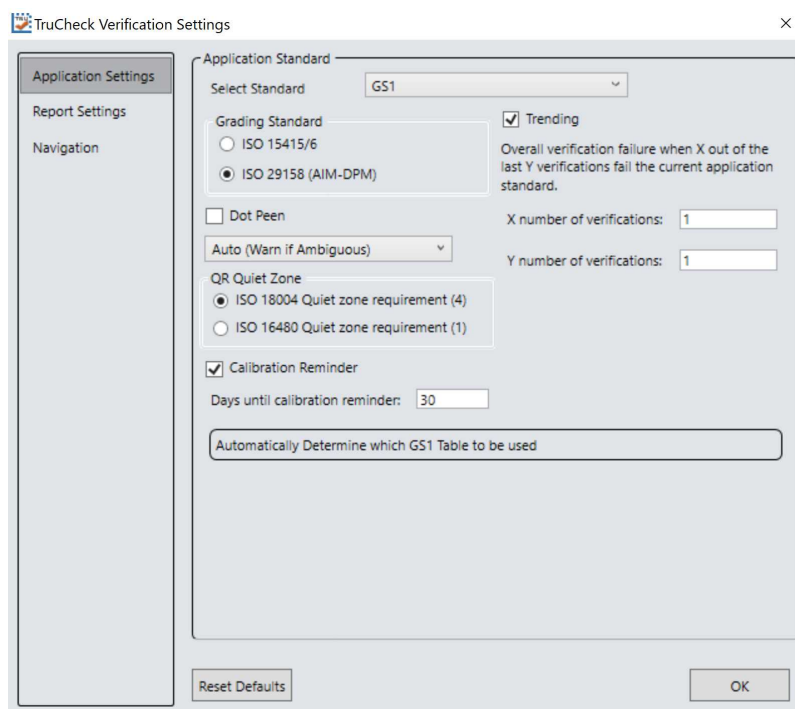 TruCheck Verification Settings
Application Settings
Report Settings
Navigation
Application Standard
Select Standard GS1
Grading Standard
ISO 15415/6
ISO 29158 (AIM-DPM)
Trending
Overall verification failure when X out of the
last Y verifications fail the current application
standard.
Dot Peen
X number of verifications: 1
Auto (Warn if Ambiguous)
Y number of verifications: 1
QR Quiet Zone
ISO 18004 Quiet zone requirement (4)
ISO 16480 Quiet zone requirement (1)
Calibration Reminder
Days until calibration reminder: 30
Automatically Determine which GS1 Table to be used
Reset Defaults
OK